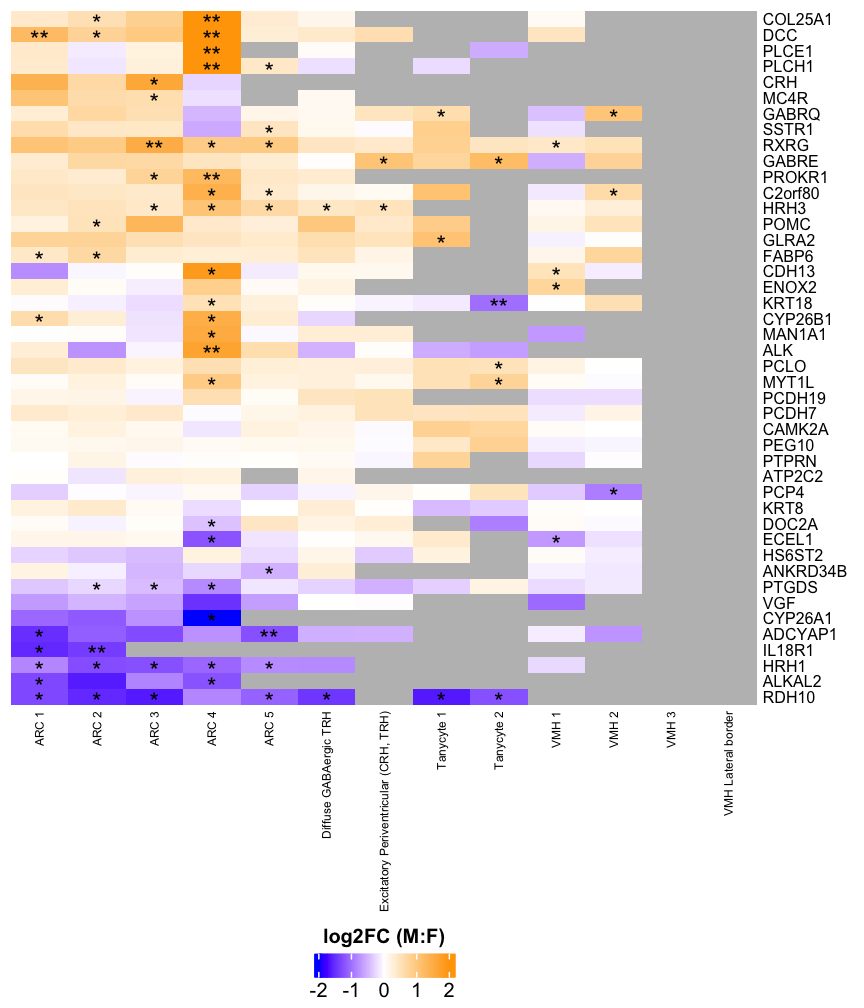 ** COL25A1
* ** DCC
** * ** PLCE1
** * PLCH1
* CRH
* MC4R
* * GABRQ
* SSTR1
** * * * RXRG
* * GABRE
* ** PROKR1
* * * C2orf80
* * * * * HRH3
* POMC
* GLRA2
* * FABP6
* * CDH13
* ENOX2
* ** KRT18
* * CYP26B1
* MAN1A1
** ALK
* PCLO
* * MYT1L
PCDH19
PCDH7
CAMK2A
PEG10
PTPRN
ATP2C2
* PCP4
KRT8
* DOC2A
* * ECEL1
HS6ST2
* ANKRD34B
* * * PTGDS
VGF
* CYP26A1
* ** ADCYAP1
* ** IL18R1
* * * * * HRH1
* * ALKAL2
* * * * * * * RDH10
ARC 1
ARC 2
ARC 3
ARC 4
ARC 5
Diffuse GABAergic TRH
Excitatory Periventricular (CRH, TRH)
Tanycyte 1
Tanycyte 2
VMH 1
VMH 2
VMH 3
VMH Lateral border
log2FC (M:F)
-2 -1 0 1 2